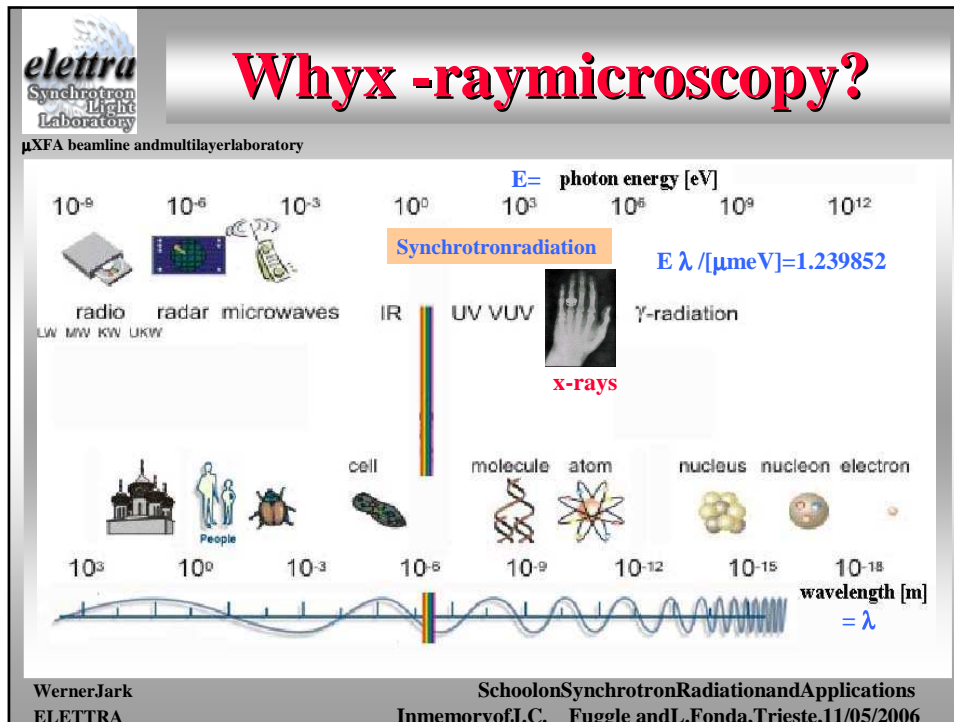 elettra
Synchrotron
Light
Laboratory
Whyx -raymicroscopy?
μXFA beamline andmultilayerlaboratory
E= photon energy [eV]
10⁻⁹ 10⁻⁶ 10⁻³ 10⁰ 10³ 10⁶ 10⁹ 10¹²
Synchrotronradiation
E λ /[μmeV]=1.239852
radio radar microwaves IR UV VUV γ-radiation
LW MW KW UKW
x-rays
cell molecule atom nucleus nucleon electron
People
10³ 10⁰ 10⁻³ 10⁻⁶ 10⁻⁹ 10⁻¹² 10⁻¹⁵ 10⁻¹⁸
wavelength [m]
= λ
WernerJark SchoolonSynchrotronRadiationandApplications
ELETTRA InmemoryofJ.C. Fuggle andL.Fonda,Trieste,11/05/2006